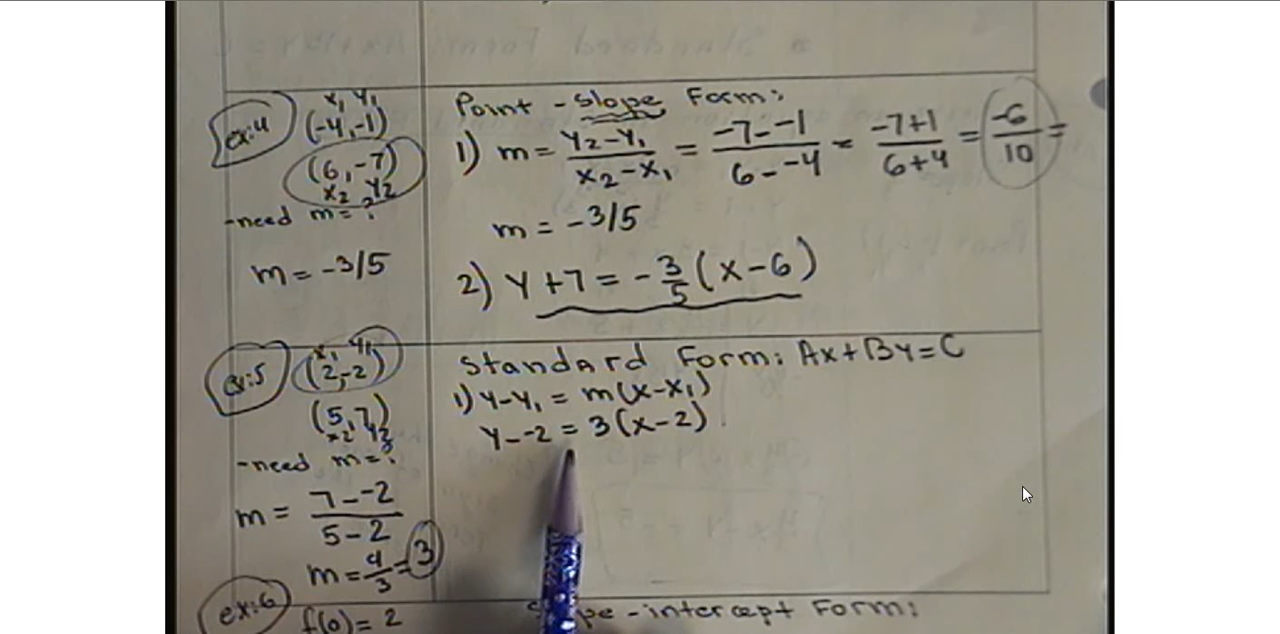 ex:4
x₁ y₁
(-4,-1)
(6,-7)
x₂ y₂
-need m=?
m = -3/5
Point -slope Form:
1) m = y₂-y₁/x₂-x₁ = -7--1/6--4 = -7+1/6+4 = -6/10 =
m = -3/5
2) y+7 = -3/5(x-6)
ex:5
x₁ y₁
(2,-2)
(5,7)
x₂ y₂
-need m=?
m = 7--2/5-2
m = 9/3 = 3
Standard Form: Ax+By=C
1) y-y₁ = m(x-x₁)
y--2 = 3(x-2)
ex:6
f(0) = 2
-intercept Form: